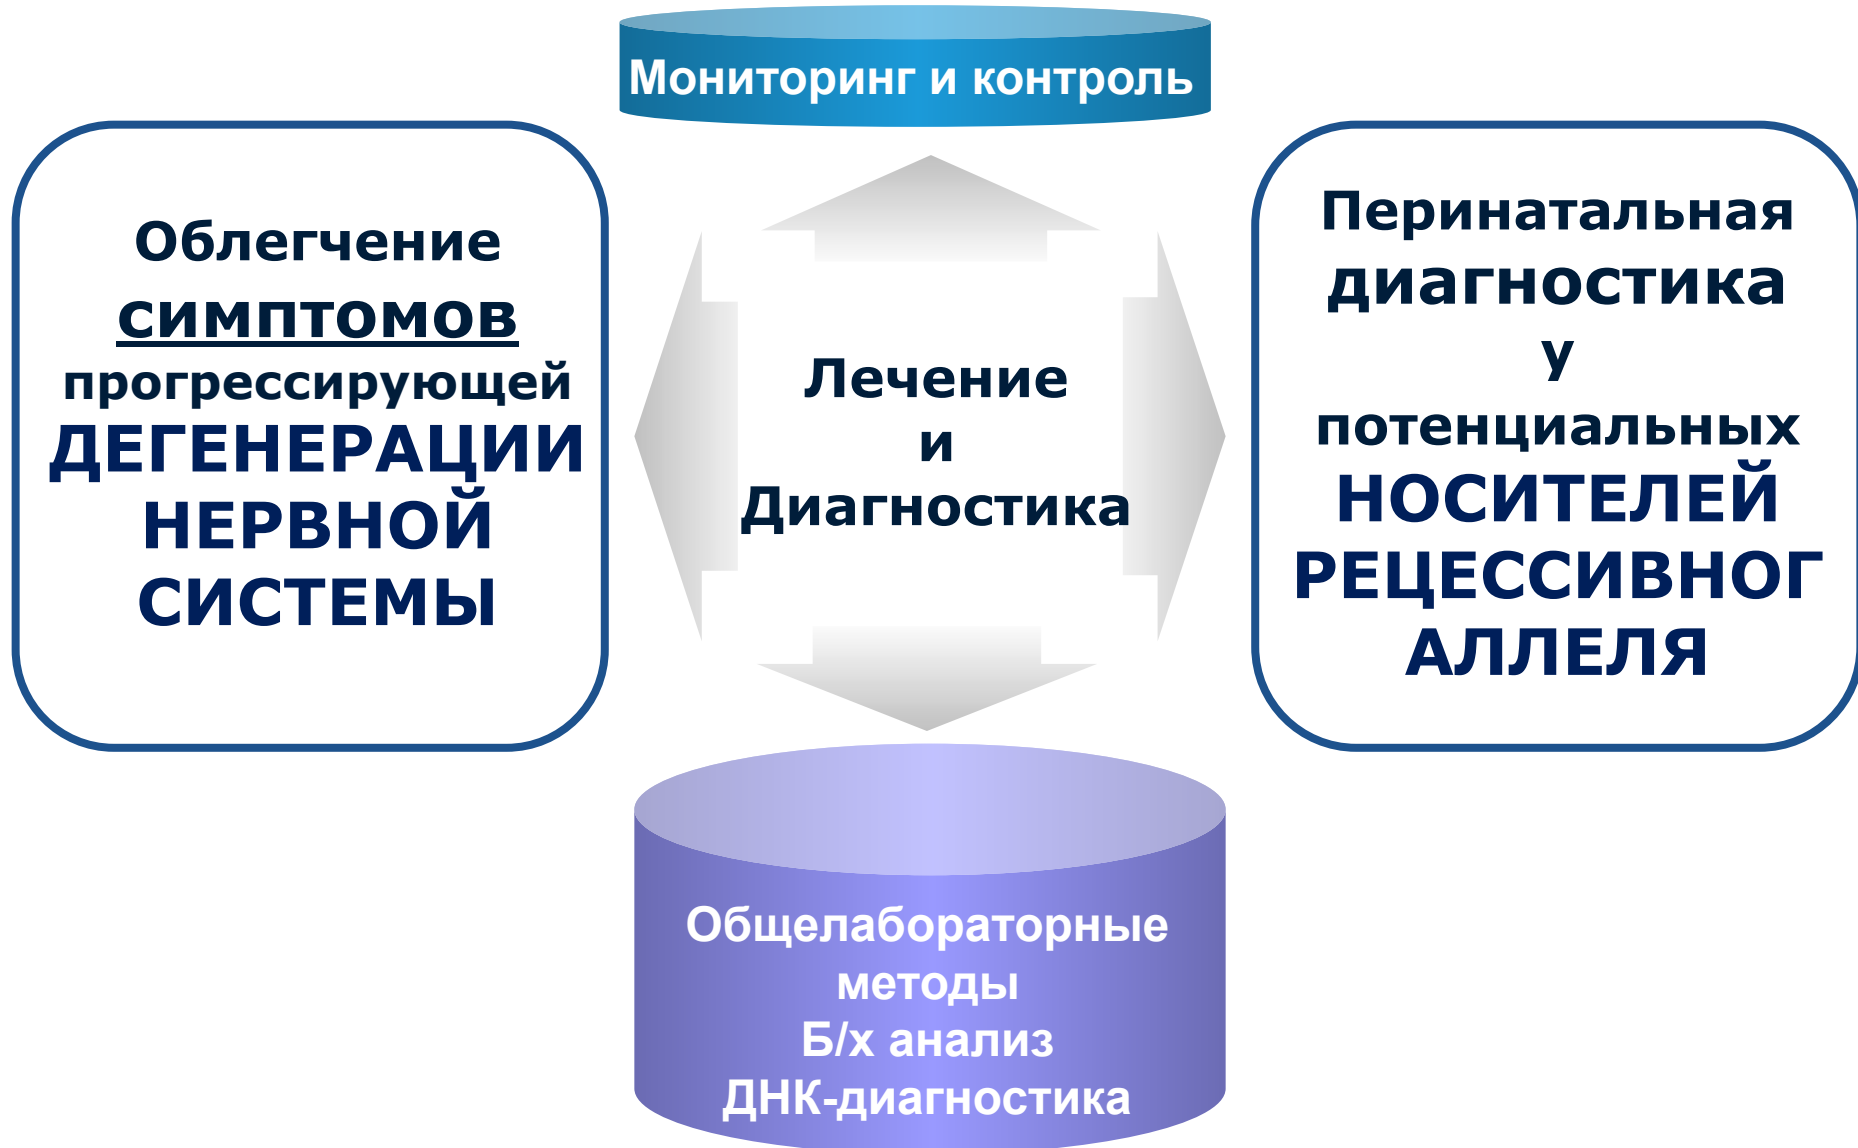 Мониторинг и контроль
Облегчение
симптомов
прогрессирующей
ДЕГЕНЕРАЦИИ
НЕРВНОЙ
СИСТЕМЫ
Лечение
и
Диагностика
Перинатальная
диагностика
у
потенциальных
НОСИТЕЛЕЙ
РЕЦЕССИВНОГ
АЛЛЕЛЯ
Общелабораторные
методы
Б/х анализ
ДНК-диагностика